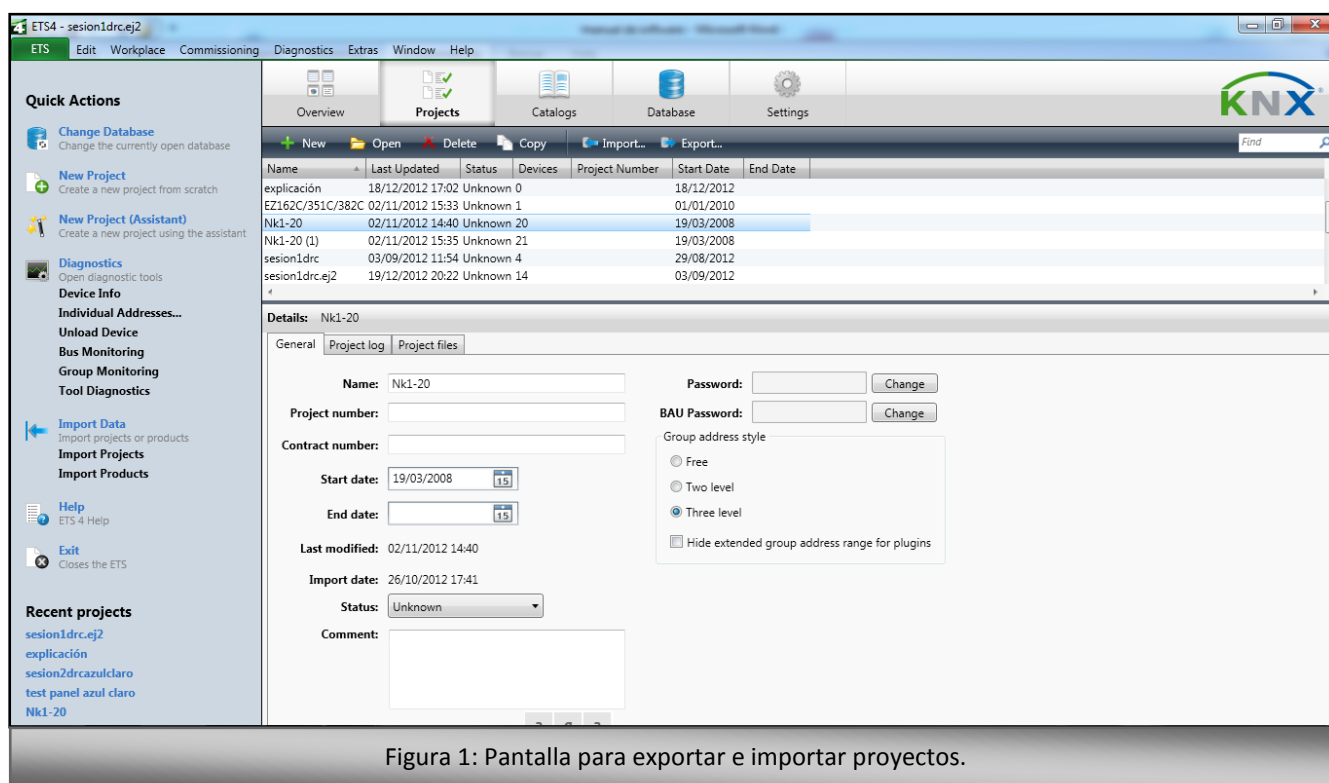 ETS4 - sesion1drc.ej2
ETS Edit Workplace Commissioning Diagnostics Extras Window Help
Quick Actions
Change Database
Change the currently open database
New Project
Create a new project from scratch
New Project (Assistant)
Create a new project using the assistant
Diagnostics
Open diagnostic tools
Device Info
Individual Addresses...
Unload Device
Bus Monitoring
Group Monitoring
Tool Diagnostics
Import Data
Import projects or products
Import Projects
Import Products
Help
ETS 4 Help
Exit
Closes the ETS
Recent projects
sesion1drc.ej2
explicación
sesion2drcazulclaro
test panel azul claro
Nk1-20
Overview Projects Catalogs Database Settings
KNX
New Open Delete Copy Import... Export... Find
Name Last Updated Status Devices Project Number Start Date End Date
explicación 18/12/2012 17:02 Unknown 0 18/12/2012
EZ162C/351C/382C 02/11/2012 15:33 Unknown 1 01/01/2010
Nk1-20 02/11/2012 14:40 Unknown 20 19/03/2008
Nk1-20 (1) 02/11/2012 15:35 Unknown 21 19/03/2008
sesion1drc 03/09/2012 11:54 Unknown 4 29/08/2012
sesion1drc.ej2 19/12/2012 20:22 Unknown 14 03/09/2012
Details: Nk1-20
General Project log Project files
Name: Nk1-20
Project number:
Contract number:
Start date: 19/03/2008 15
End date: 15
Last modified: 02/11/2012 14:40
Import date: 26/10/2012 17:41
Status: Unknown
Comment:
Password: Change
BAU Password: Change
Group address style
Free
Two level
Three level
Hide extended group address range for plugins
Figura 1: Pantalla para exportar e importar proyectos.